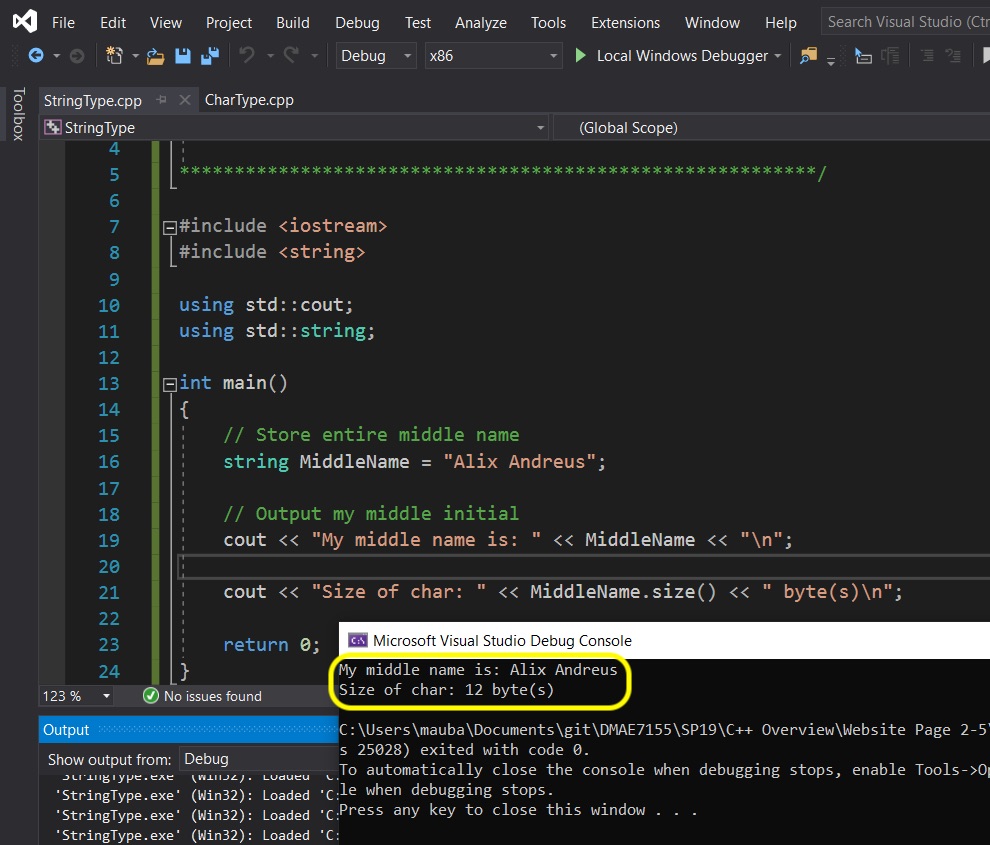 File Edit View Project Build Debug Test Analyze Tools Extensions Window Help Search Visual Studio (Ctr
Debug x86 Local Windows Debugger
Toolbox
StringType.cpp CharType.cpp
StringType (Global Scope)
4
5 **********************************************************/
6
7 #include <iostream>
8 #include <string>
9
10 using std::cout;
11 using std::string;
12
13 int main()
14 {
15 // Store entire middle name
16 string MiddleName = "Alix Andreus";
17
18 // Output my middle initial
19 cout << "My middle name is: " << MiddleName << "\n";
20
21 cout << "Size of char: " << MiddleName.size() << " byte(s)\n";
22
23 return 0;
24 }
123 % No issues found
Output
Show output from: Debug
'StringType.exe' (Win32): Loaded 'C:
'StringType.exe' (Win32): Loaded 'C:
'StringType.exe' (Win32): Loaded 'C:
'StringType.exe' (Win32): Loaded 'C:
C:\ Microsoft Visual Studio Debug Console
My middle name is: Alix Andreus
Size of char: 12 byte(s)
C:\Users\mauba\Documents\git\DMAE7155\SP19\C++ Overview\Website Page 2-5\
s 25028) exited with code 0.
To automatically close the console when debugging stops, enable Tools->Op
le when debugging stops.
Press any key to close this window . . .